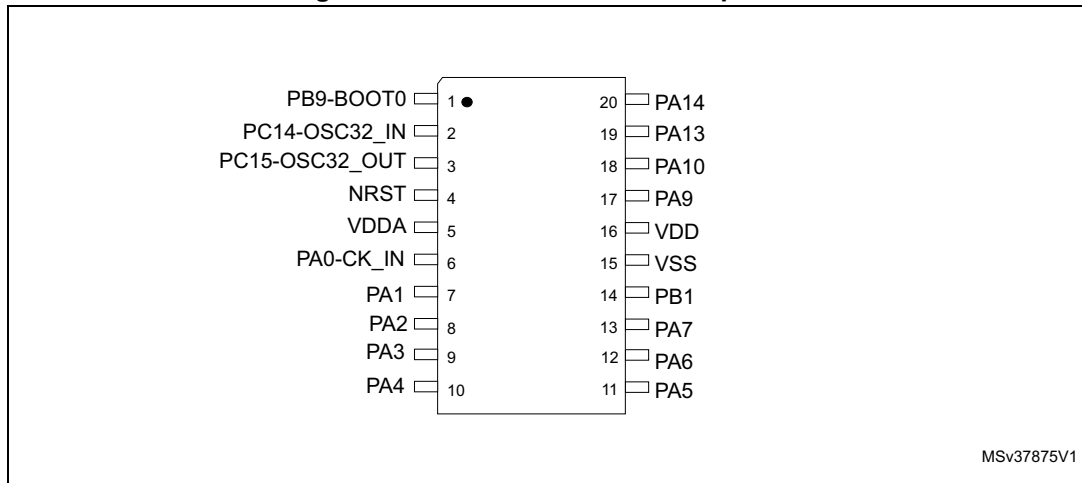 PB9-BOOT0 1 20 PA14
PC14-OSC32_IN 2 19 PA13
PC15-OSC32_OUT 3 18 PA10
NRST 4 17 PA9
VDDA 5 16 VDD
PA0-CK_IN 6 15 VSS
PA1 7 14 PB1
PA2 8 13 PA7
PA3 9 12 PA6
PA4 10 11 PA5
MSv37875V1